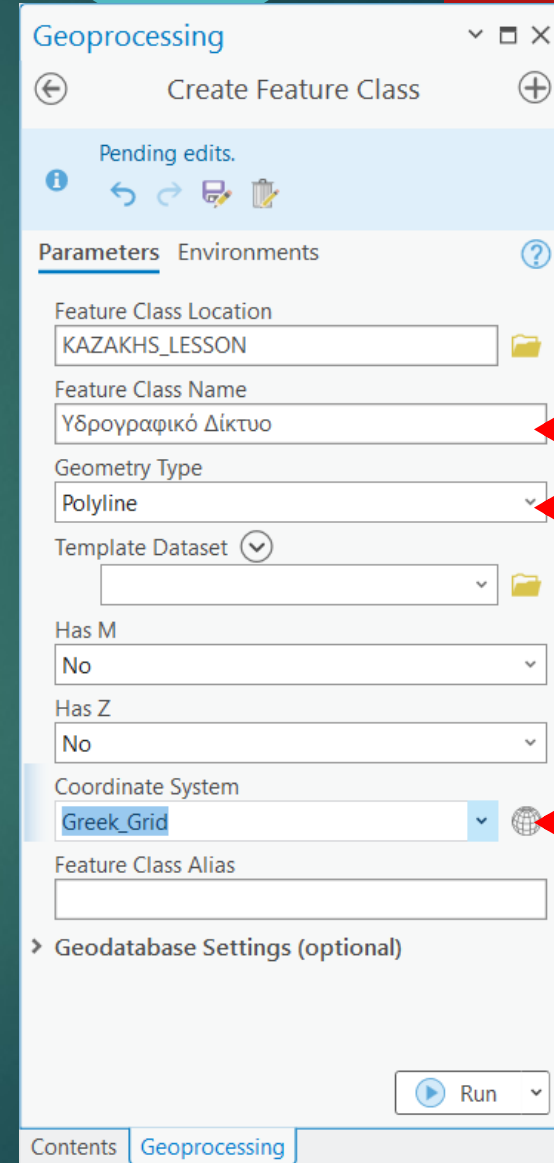 Geoprocessing
Create Feature Class
Pending edits.
Parameters Environments
Feature Class Location
KAZAKHS_LESSON
Feature Class Name
Υδρογραφικό Δίκτυο
Geometry Type
Polyline
Template Dataset
Has M
No
Has Z
No
Coordinate System
Greek_Grid
Feature Class Alias
Geodatabase Settings (optional)
Run
Contents Geoprocessing